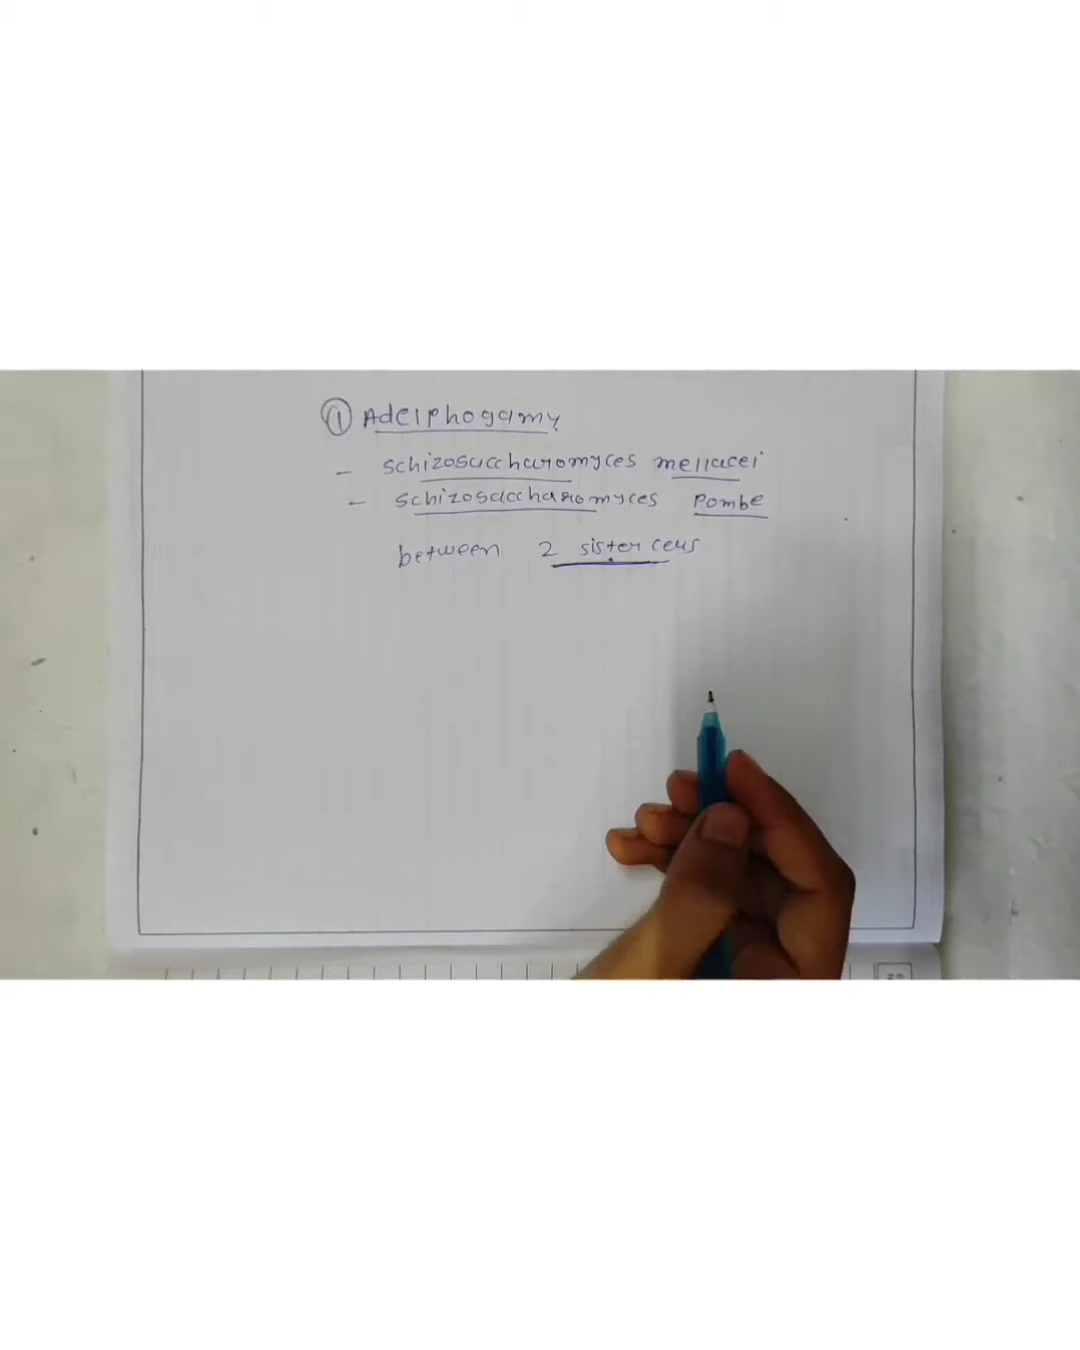 ① Adelphogamy
- Schizosaccharomyces mellacei
- Schizosaccharomyces Pombe
between 2 sister cells